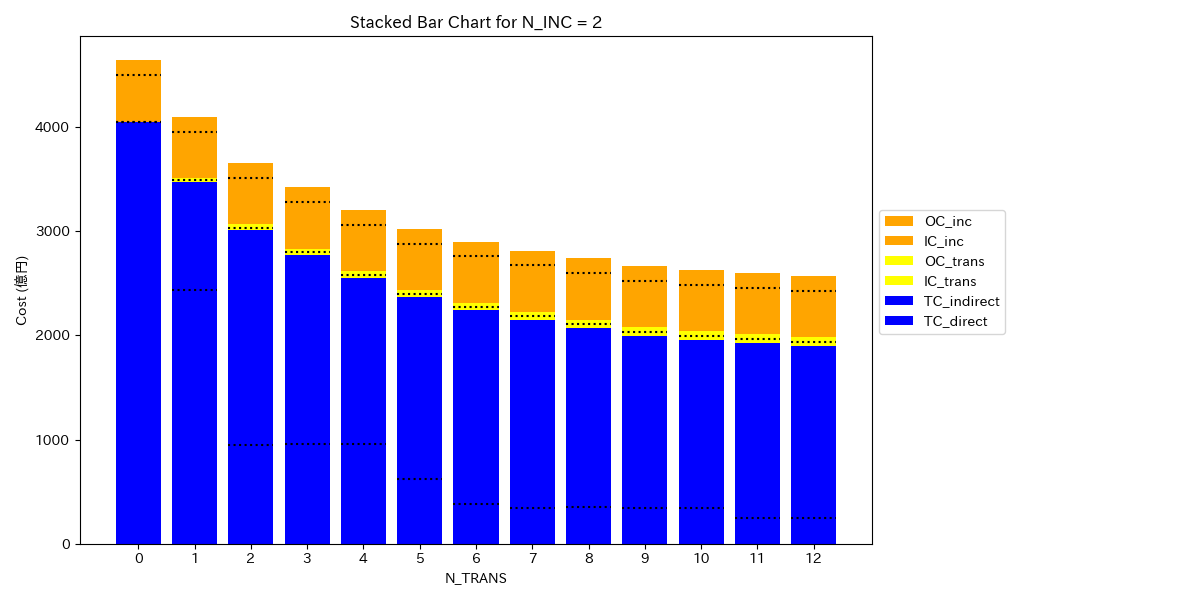 Stacked Bar Chart for N_INC = 2
Cost (億円)
4000
3000
2000
1000
0
0 1 2 3 4 5 6 7 8 9 10 11 12
N_TRANS
OC_inc
IC_inc
OC_trans
IC_trans
TC_indirect
TC_direct